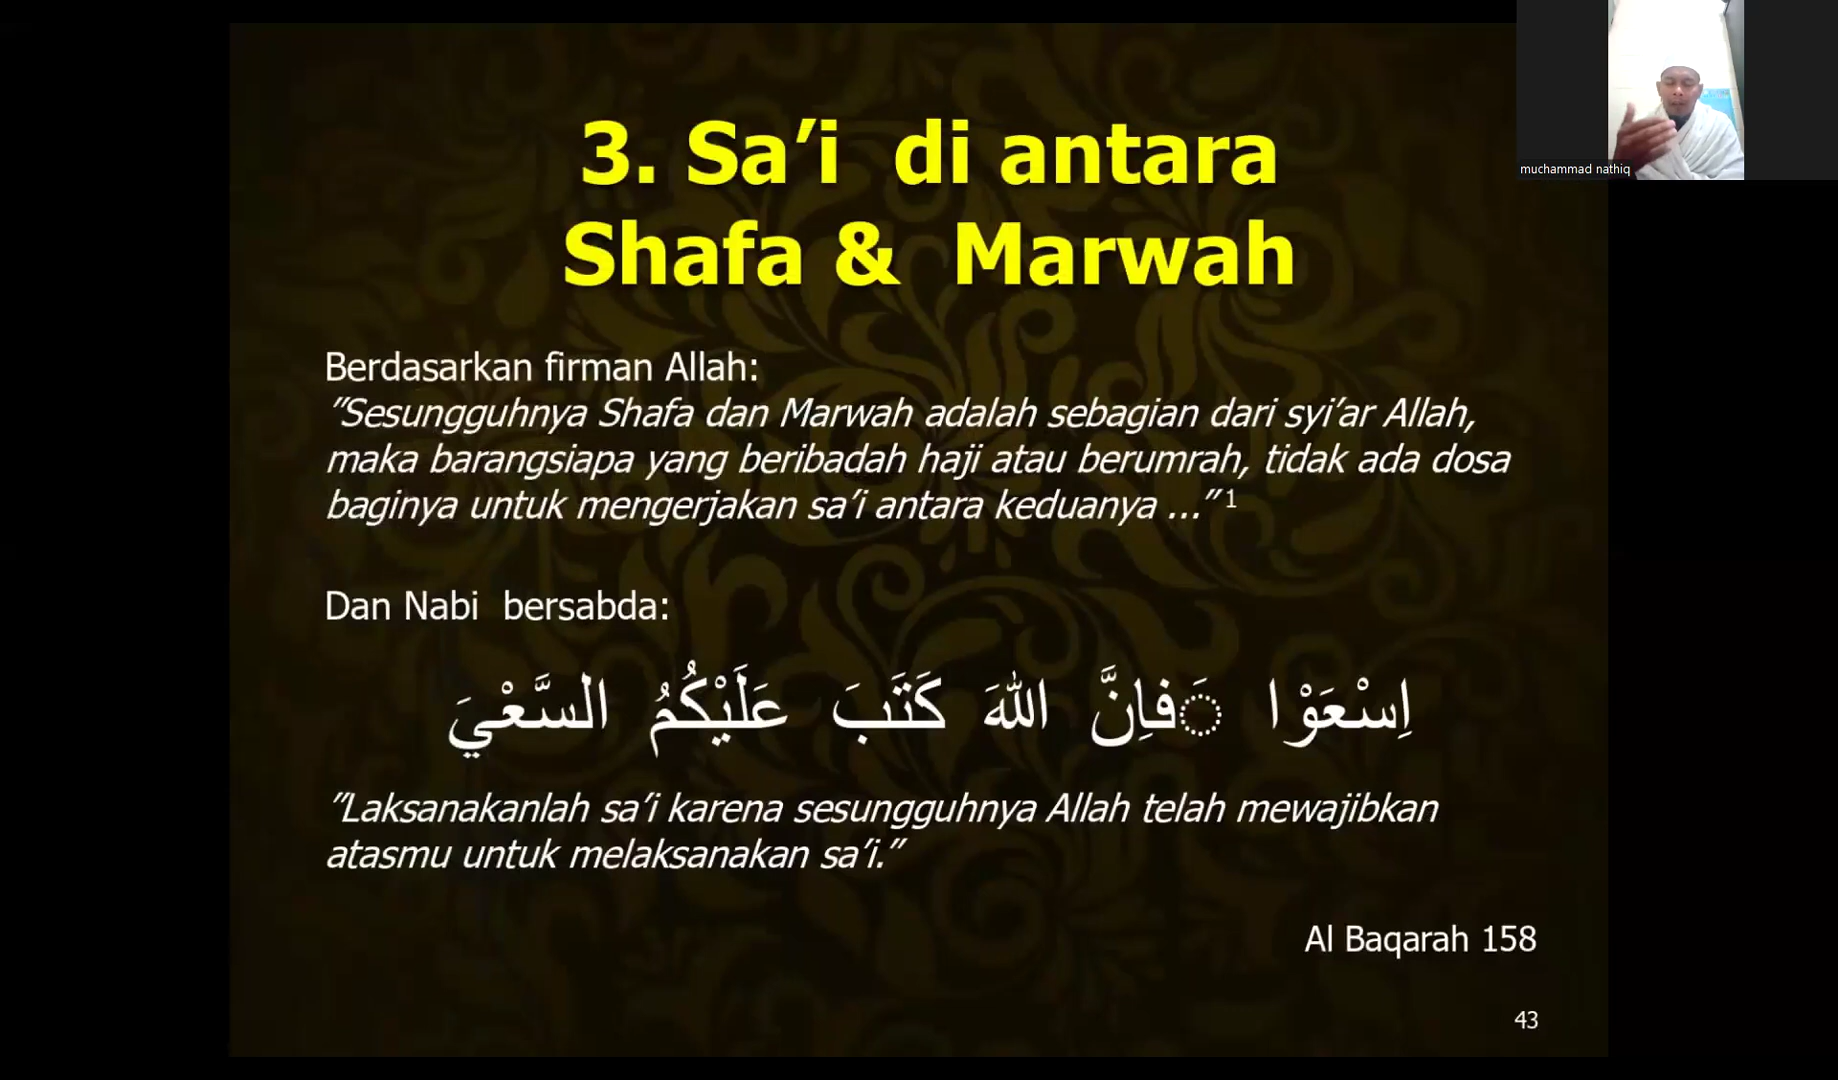 3. Sa’i di antara
Shafa & Marwah
muchammad nathiq
Berdasarkan firman Allah:
”Sesungguhnya Shafa dan Marwah adalah sebagian dari syi’ar Allah,
maka barangsiapa yang beribadah haji atau berumrah, tidak ada dosa
baginya untuk mengerjakan sa’i antara keduanya ...” 1
Dan Nabi bersabda:
اِسْعَوْا ◌َفاِنَّ اللهَ كَتَبَ عَلَيْكُمُ السَّعْيَ
”Laksanakanlah sa’i karena sesungguhnya Allah telah mewajibkan
atasmu untuk melaksanakan sa’i.”
Al Baqarah 158
43